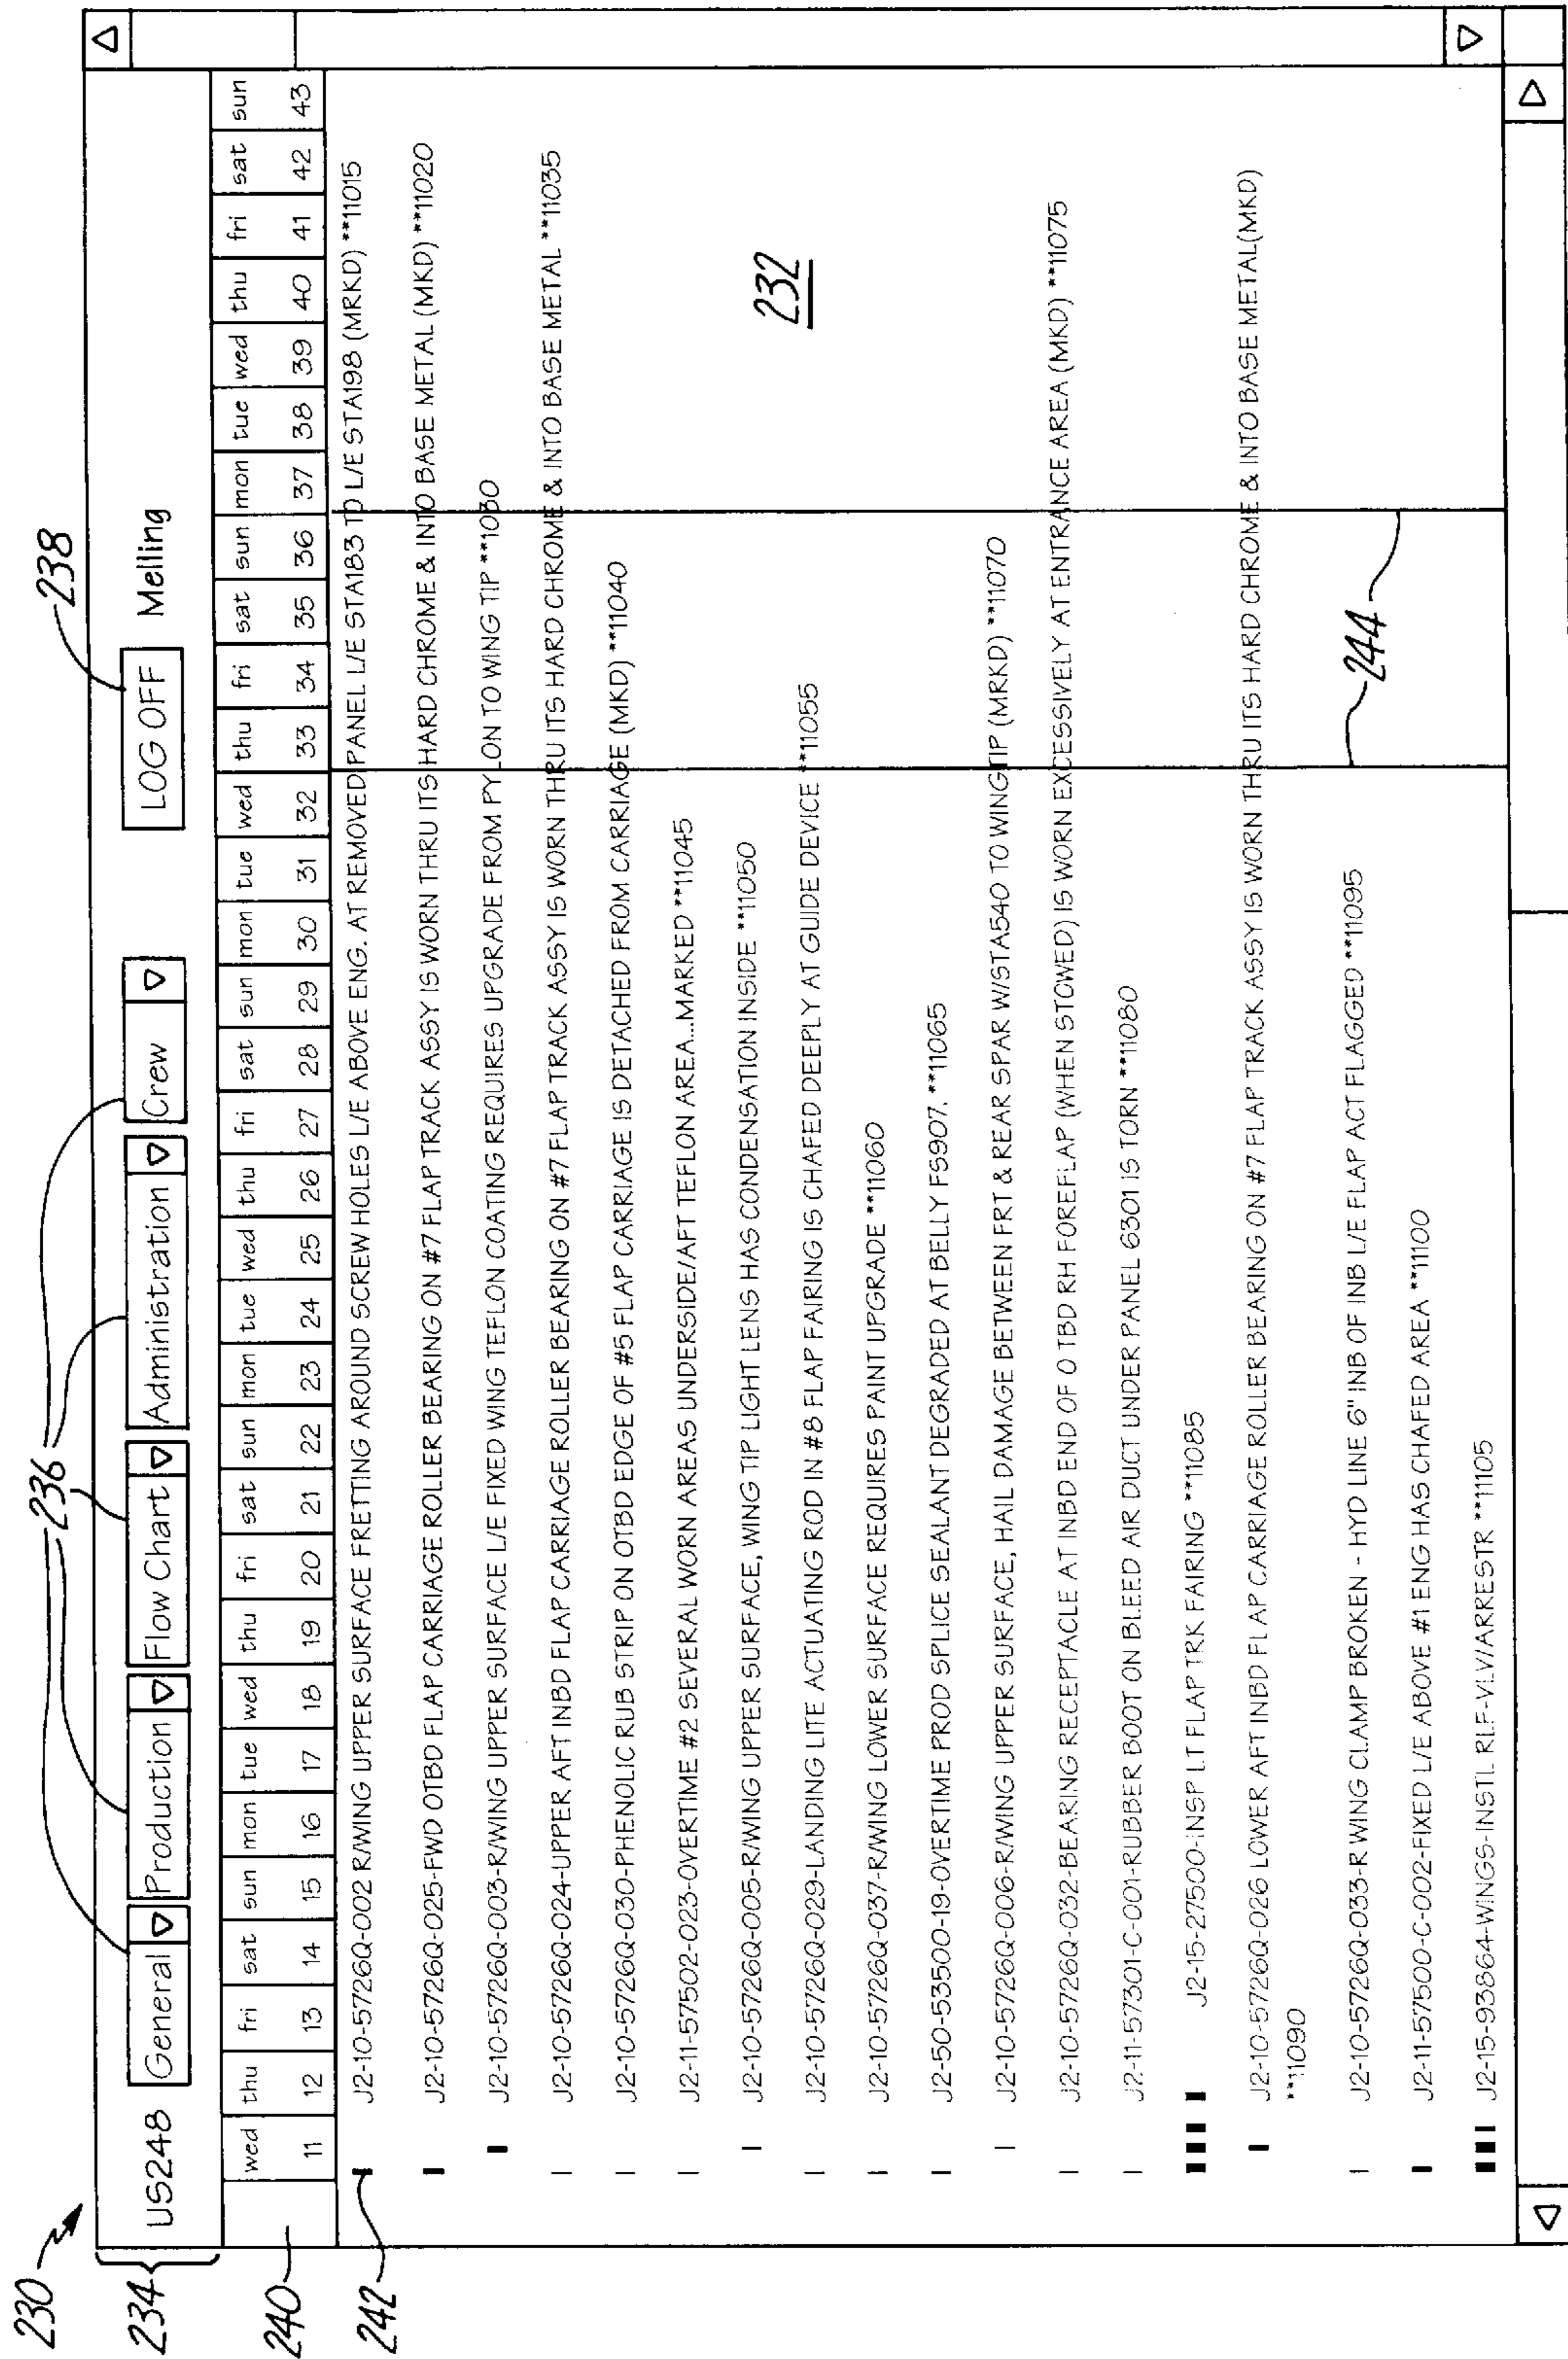 230
234
236
238
US248 General Production Flow Chart Administration Crew LOG OFF Melling
240
wed thu fri sat sun mon tue wed thu fri sat sun mon tue wed thu fri sat sun mon tue wed thu fri sat sun mon tue wed thu fri sat sun
11 12 13 14 15 16 17 18 19 20 21 22 23 24 25 26 27 28 29 30 31 32 33 34 35 36 37 38 39 40 41 42 43
242
J2-10-5726Q-002 R/WING UPPER SURFACE FRETTING AROUND SCREW HOLES L/E ABOVE ENG. AT REMOVED PANEL L/E STA183 TO L/E STA198 (MRKD) **11015
J2-10-5726Q-025-FWD OTBD FLAP CARRIAGE ROLLER BEARING ON #7 FLAP TRACK ASSY IS WORN THRU ITS HARD CHROME & INTO BASE METAL (MKD) **11020
J2-10-5726Q-003-R/WING UPPER SURFACE L/E FIXED WING TEFLON COATING REQUIRES UPGRADE FROM PYLON TO WING TIP **1030
J2-10-5726Q-024-UPPER AFT INBD FLAP CARRIAGE ROLLER BEARING ON #7 FLAP TRACK ASSY IS WORN THRU ITS HARD CHROME & INTO BASE METAL **11035
J2-10-5726Q-030-PHENOLIC RUB STRIP ON OTBD EDGE OF #5 FLAP CARRIAGE IS DETACHED FROM CARRIAGE (MKD) **11040
J2-11-57502-023-OVERTIME #2 SEVERAL WORN AREAS UNDERSIDE/AFT TEFLON AREA...MARKED **11045
J2-10-5726Q-005-R/WING UPPER SURFACE, WING TIP LIGHT LENS HAS CONDENSATION INSIDE **11050
J2-10-5726Q-029-LANDING LITE ACTUATING ROD IN #8 FLAP FAIRING IS CHAFED DEEPLY AT GUIDE DEVICE **11055
232
J2-10-5726Q-037-R/WING LOWER SURFACE REQUIRES PAINT UPGRADE **11060
J2-50-53500-19-OVERTIME PROD SPLICE SEALANT DEGRADED AT BELLY FS907. **11065
J2-10-5726Q-006-R/WING UPPER SURFACE, HAIL DAMAGE BETWEEN FRT & REAR SPAR W/STA540 TO WINGTIP (MRKD) **11070
J2-10-5726Q-032-BEARING RECEPTACLE AT INBD END OF O TBD RH FOREFLAP (WHEN STOWED) IS WORN EXCESSIVELY AT ENTRANCE AREA (MKD) **11075
J2-11-57301-C-001-RUBBER BOOT ON BLEED AIR DUCT UNDER PANEL 6301 IS TORN **11080
J2-15-27500-INSP LT FLAP TRK FAIRING **11085
J2-10-5726Q-026 LOWER AFT INBD FLAP CARRIAGE ROLLER BEARING ON #7 FLAP TRACK ASSY IS WORN THRU ITS HARD CHROME & INTO BASE METAL(MKD)
**11090
J2-10-5726Q-033-R WING CLAMP BROKEN - HYD LINE 6" INB OF INB L/E FLAP ACT FLAGGED **11095
244
J2-11-57500-C-002-FIXED L/E ABOVE #1 ENG HAS CHAFED AREA **11100
J2-15-93864-WINGS-INSTL RLF-VLV/ARRESTR **11105